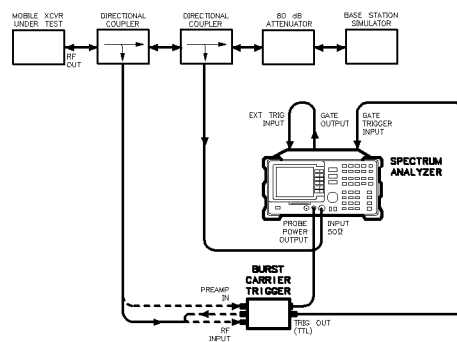 MOBILE XCVR
UNDER TEST
DIRECTIONAL
COUPLER
DIRECTIONAL
COUPLER
80 dB
ATTENUATOR
BASE STATION
SIMULATOR
RF
OUT
EXT TRIG
INPUT
GATE
OUTPUT
GATE
TRIGGER
INPUT
SPECTRUM
ANALYZER
PROBE
POWER
OUTPUT
INPUT
50Ω
BURST
CARRIER
TRIGGER
PREAMP
IN
RF
INPUT
TRIG OUT
(TTL)